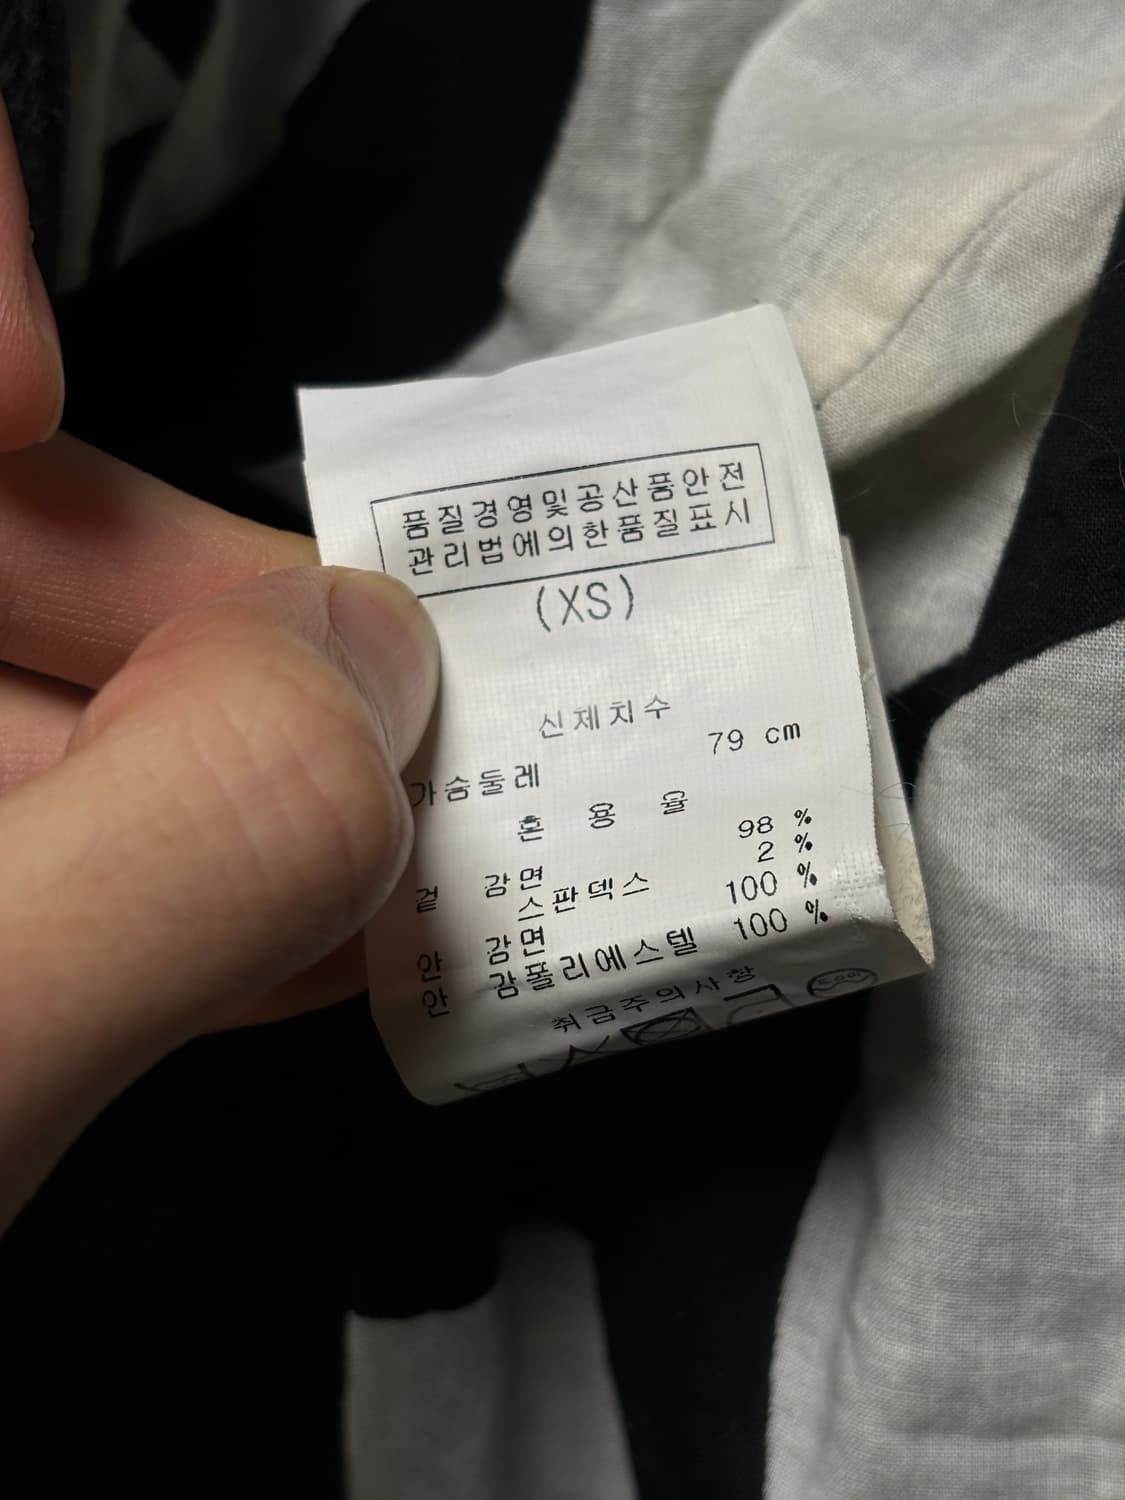 품질경영및공산품안전
관리법에의한품질표시
(XS)
신체치수
가슴둘레 79 cm
혼 용 율
겉 감면 98 %
스판덱스 2 %
안 감면 100 %
안 감폴리에스텔 100 %
취급주의사항